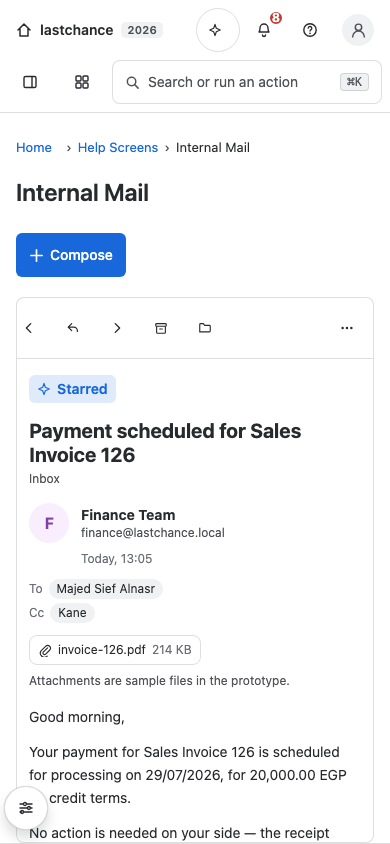 lastchance 2026 8
Search or run an action ⌘K
Home › Help Screens › Internal Mail
Internal Mail
+ Compose
Starred
Payment scheduled for Sales
Invoice 126
Inbox
F Finance Team
finance@lastchance.local
Today, 13:05
To Majed Sief Alnasr
Cc Kane
invoice-126.pdf 214 KB
Attachments are sample files in the prototype.
Good morning,
Your payment for Sales Invoice 126 is scheduled
for processing on 29/07/2026, for 20,000.00 EGP
credit terms.
No action is needed on your side — the receipt